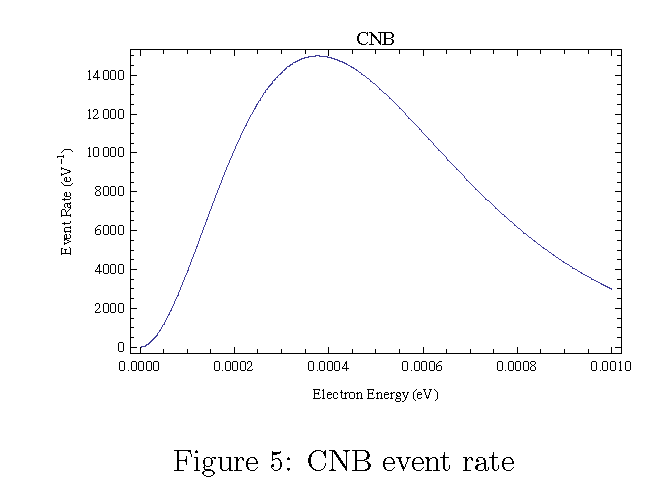 CNB
14 000
12 000
10 000
8000
6000
4000
2000
0
Event Rate (eV⁻¹)
0.0000 0.0002 0.0004 0.0006 0.0008 0.0010
Electron Energy (eV)
Figure 5: CNB event rate